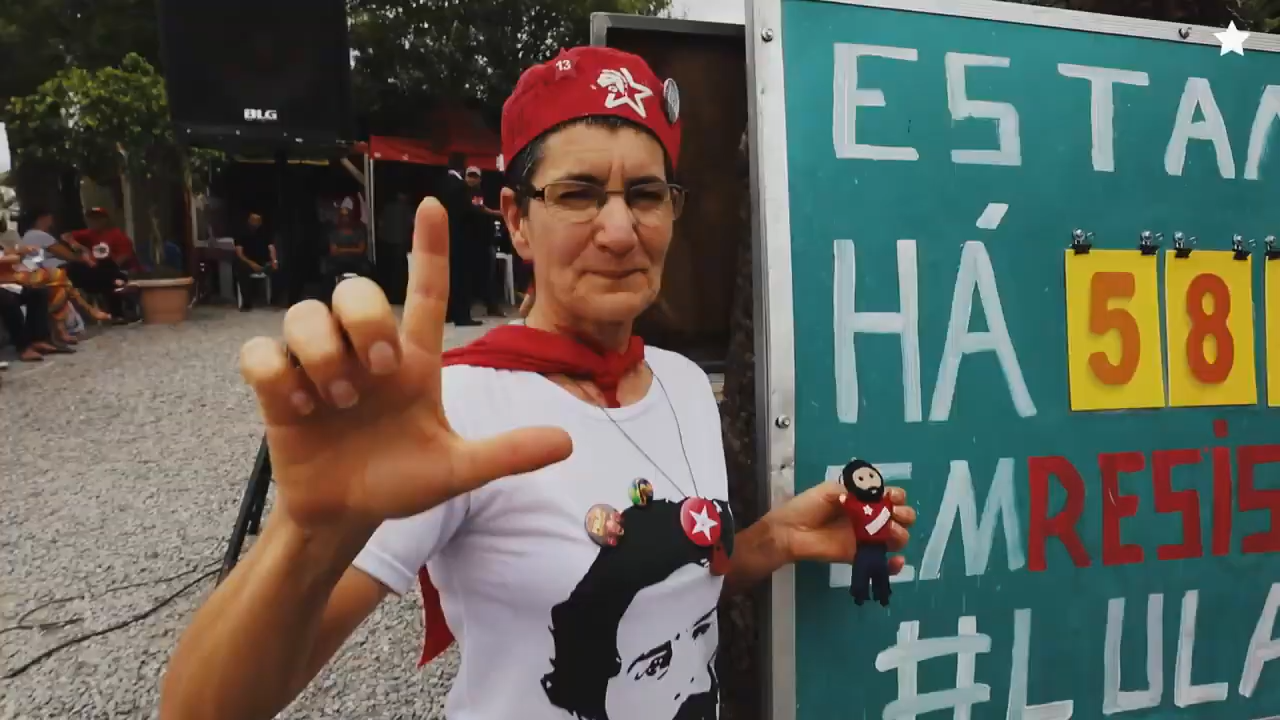 13
BLG
ESTAM
HÁ 58
EM RESIS
#LULA